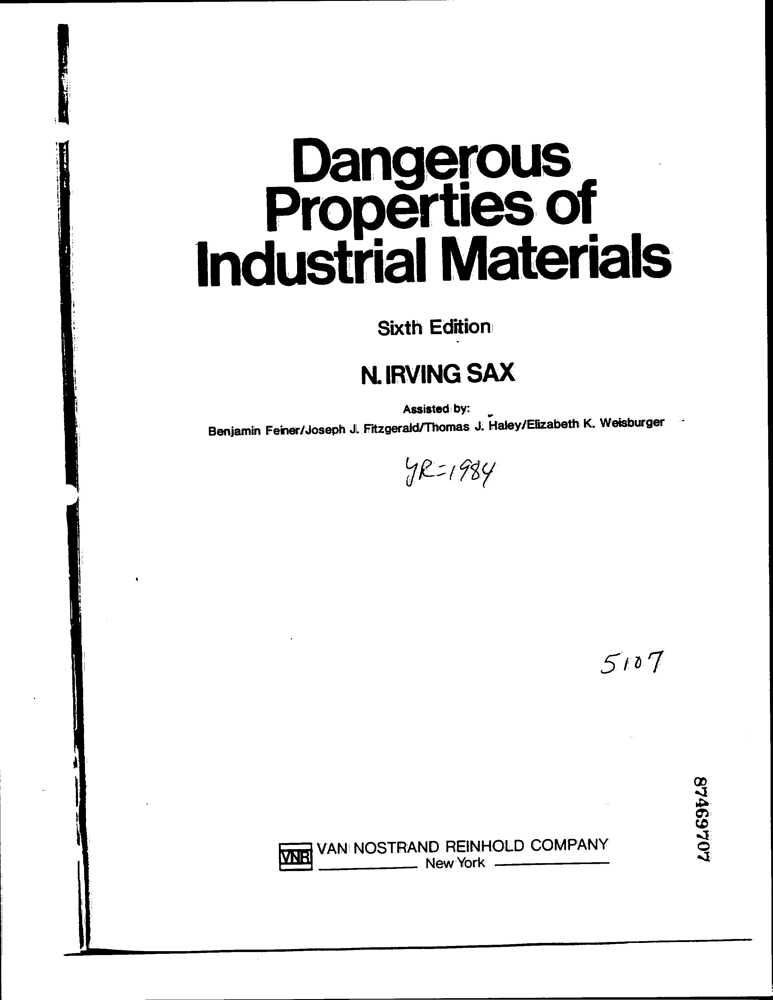 Dangerous
Properties of
Industrial Materials
Sixth Edition
N. IRVING SAX
Assisted by:
Benjamin Feiner/Joseph J. Fitzgerald/Thomas J. Haley/Elizabeth K. Weisburger
YR=1984
5107
87469707
VNR VAN NOSTRAND REINHOLD COMPANY
New York